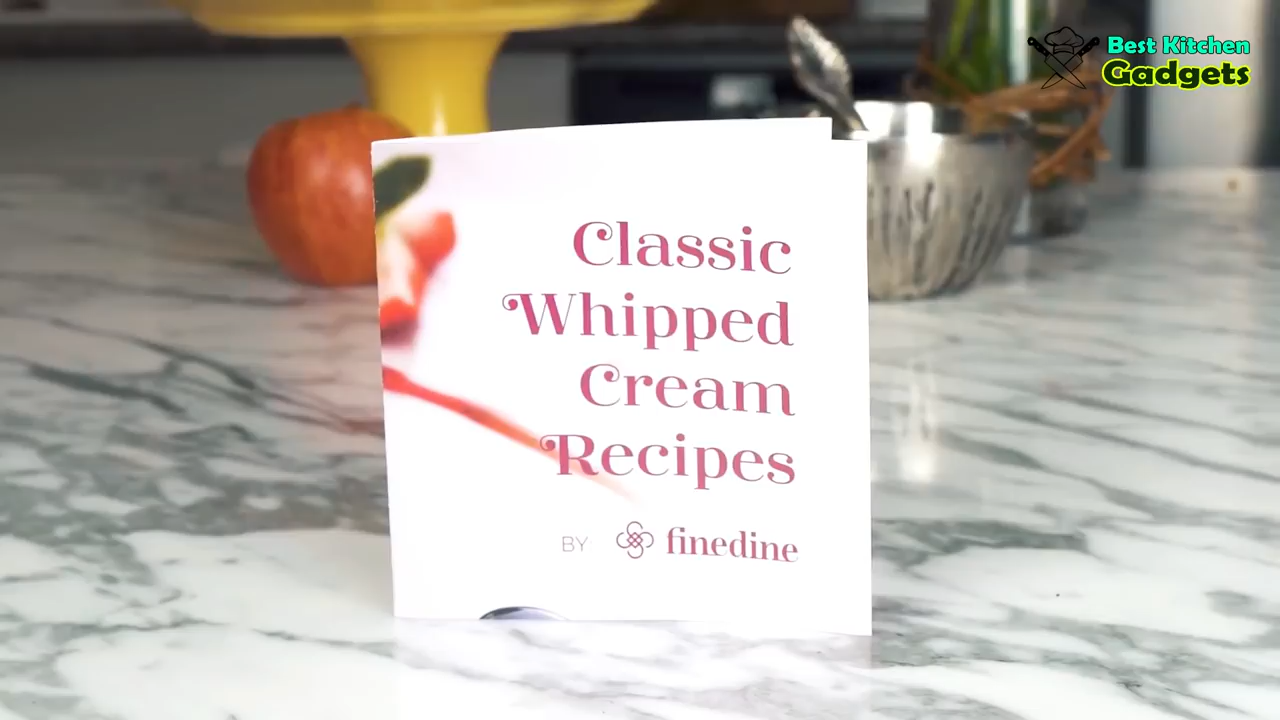 Best Kitchen
Gadgets
Classic
Whipped
Cream
Recipes
BY finedine